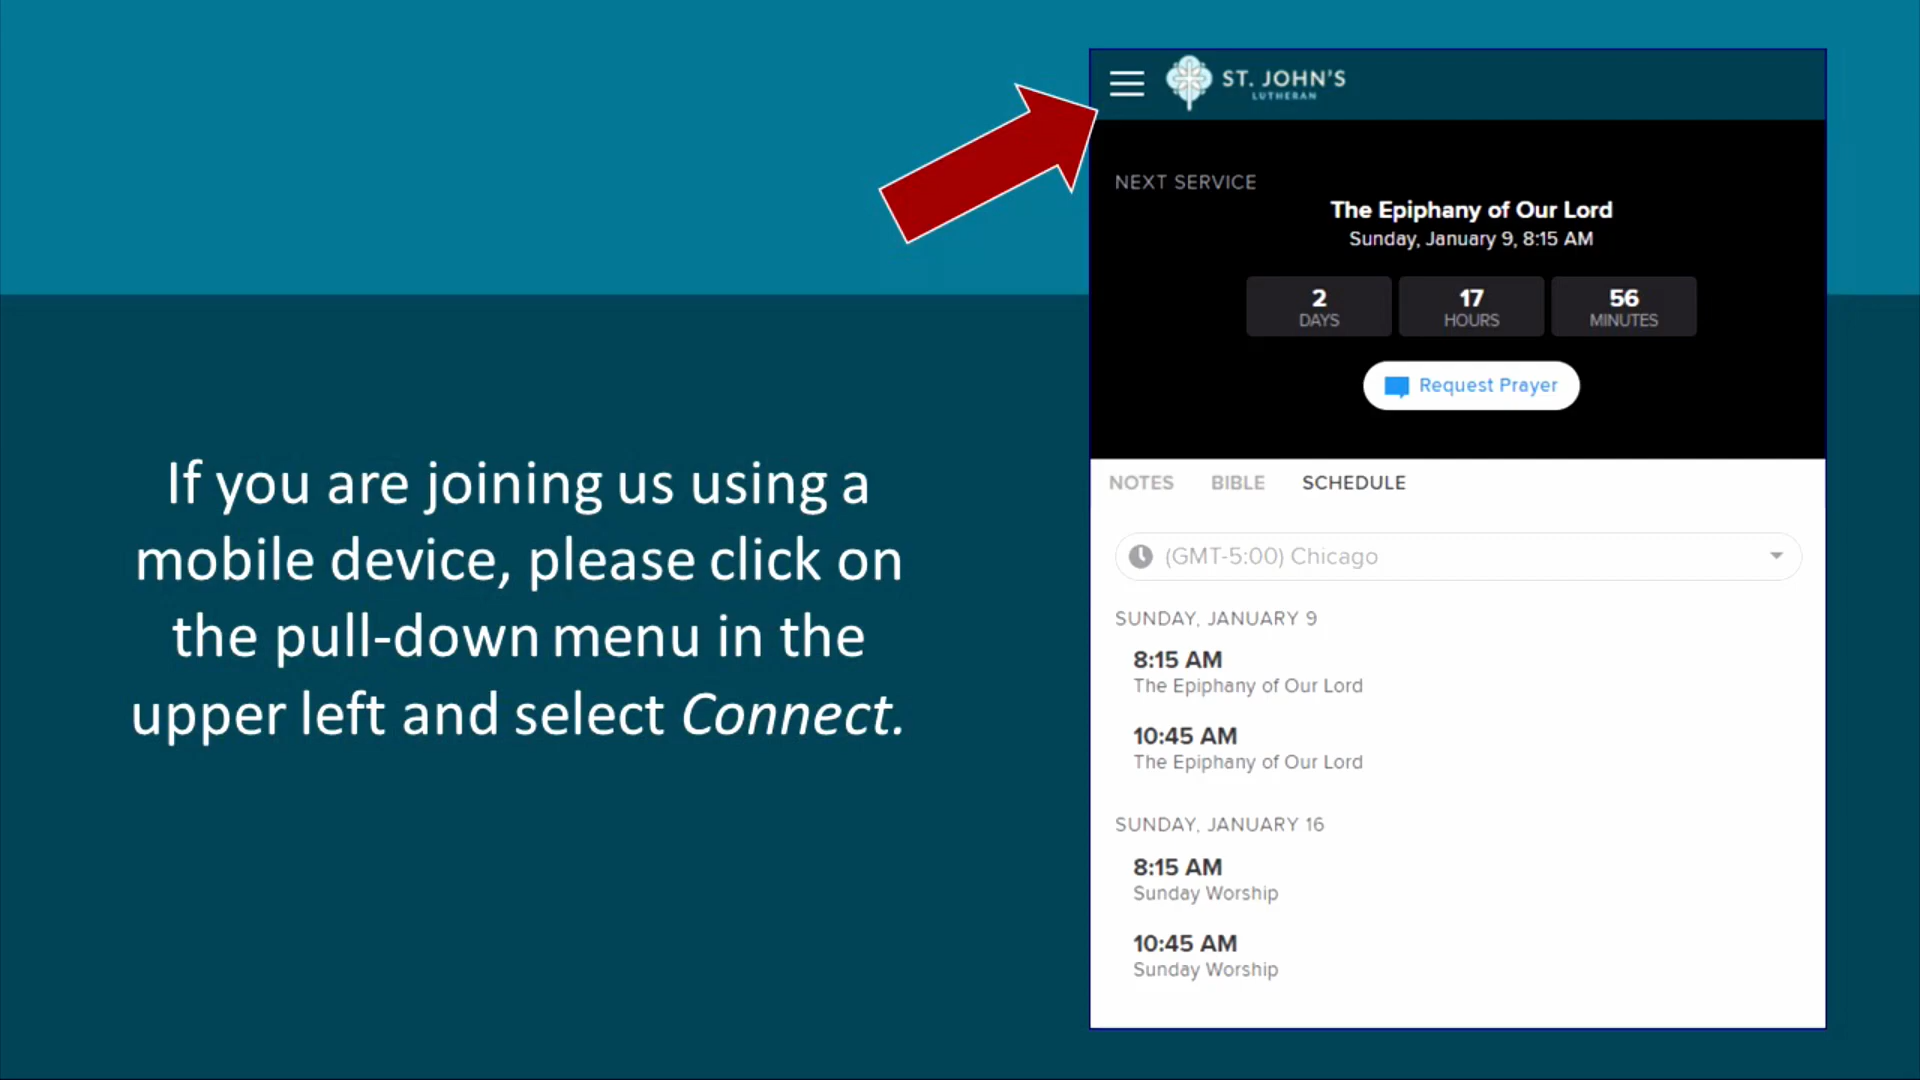 If you are joining us using a
mobile device, please click on
the pull-down menu in the
upper left and select Connect.
ST. JOHN'S
LUTHERAN
NEXT SERVICE
The Epiphany of Our Lord
Sunday, January 9, 8:15 AM
2 17 56
DAYS HOURS MINUTES
Request Prayer
NOTES BIBLE SCHEDULE
(GMT-5:00) Chicago
SUNDAY, JANUARY 9
8:15 AM
The Epiphany of Our Lord
10:45 AM
The Epiphany of Our Lord
SUNDAY, JANUARY 16
8:15 AM
Sunday Worship
10:45 AM
Sunday Worship